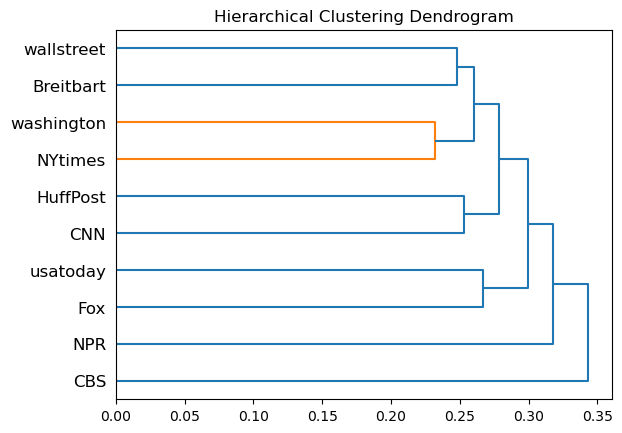 Hierarchical Clustering Dendrogram
wallstreet
Breitbart
washington
NYtimes
HuffPost
CNN
usatoday
Fox
NPR
CBS
0.00 0.05 0.10 0.15 0.20 0.25 0.30 0.35